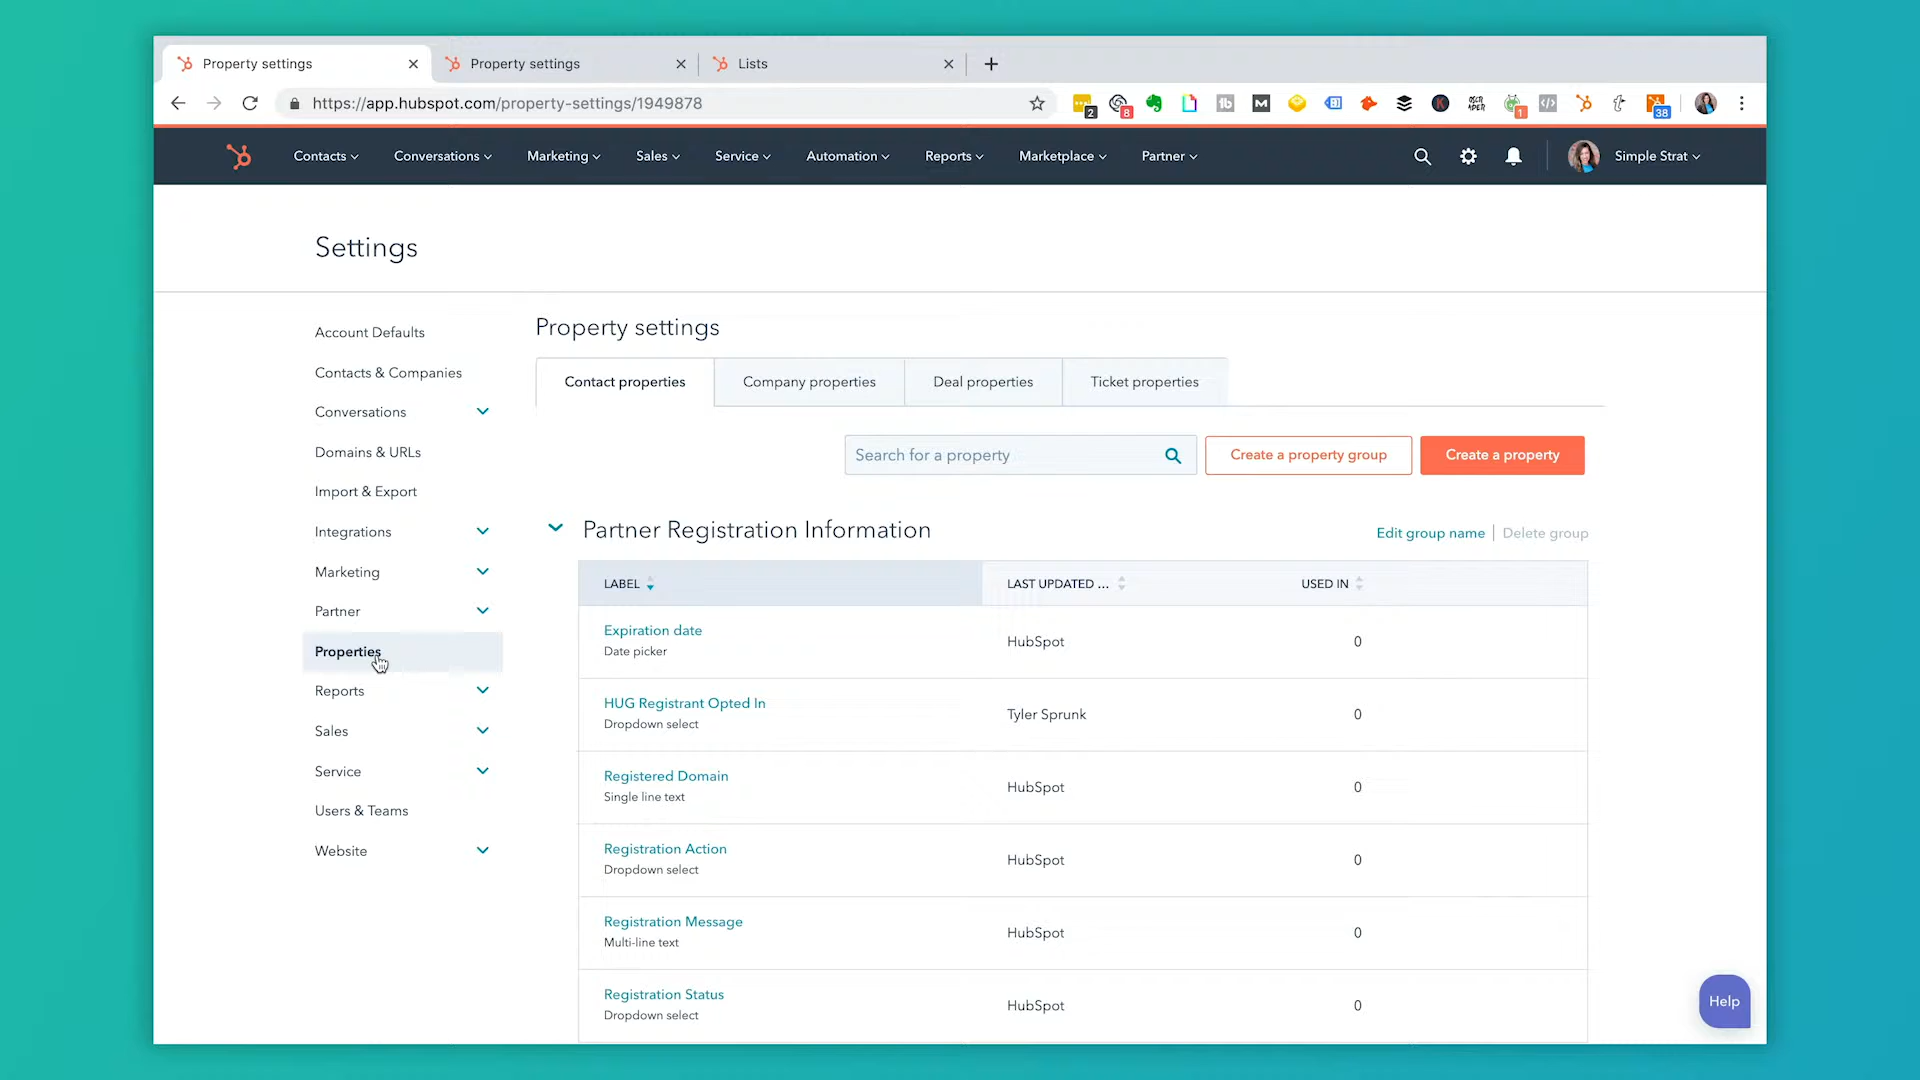 Property settings
Property settings
Lists
https://app.hubspot.com/property-settings/1949878
2
8
1
38
Contacts
Conversations
Marketing
Sales
Service
Automation
Reports
Marketplace
Partner
Simple Strat
Settings
Account Defaults
Contacts & Companies
Conversations
Domains & URLs
Import & Export
Integrations
Marketing
Partner
Properties
Reports
Sales
Service
Users & Teams
Website
Property settings
Contact properties
Company properties
Deal properties
Ticket properties
Search for a property
Create a property group
Create a property
Partner Registration Information
Edit group name
Delete group
LABEL
LAST UPDATED ...
USED IN
Expiration date
Date picker
HubSpot
0
HUG Registrant Opted In
Dropdown select
Tyler Sprunk
0
Registered Domain
Single line text
HubSpot
0
Registration Action
Dropdown select
HubSpot
0
Registration Message
Multi-line text
HubSpot
0
Registration Status
Dropdown select
HubSpot
0
Help